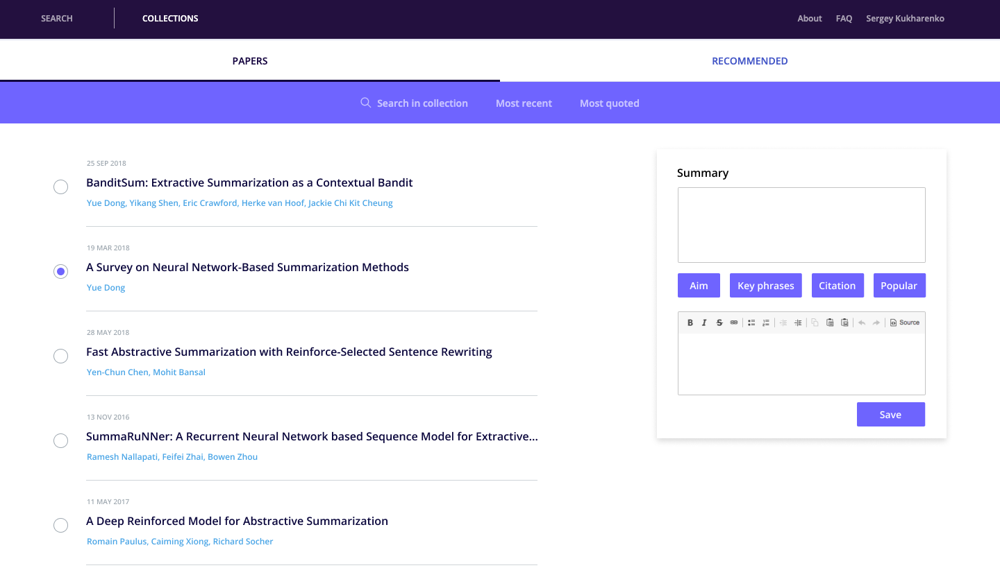 SEARCH
COLLECTIONS
About
FAQ
Sergey Kukharenko
PAPERS
RECOMMENDED
Search in collection
Most recent
Most quoted
25 SEP 2018
BanditSum: Extractive Summarization as a Contextual Bandit
Yue Dong, Yikang Shen, Eric Crawford, Herke van Hoof, Jackie Chi Kit Cheung
19 MAR 2018
A Survey on Neural Network-Based Summarization Methods
Yue Dong
28 MAY 2018
Fast Abstractive Summarization with Reinforce-Selected Sentence Rewriting
Yen-Chun Chen, Mohit Bansal
13 NOV 2016
SummaRuNNer: A Recurrent Neural Network based Sequence Model for Extractive...
Ramesh Nallapati, Feifei Zhai, Bowen Zhou
11 MAY 2017
A Deep Reinforced Model for Abstractive Summarization
Romain Paulus, Caiming Xiong, Richard Socher
Summary
Aim
Key phrases
Citation
Popular
B I S Source
Save